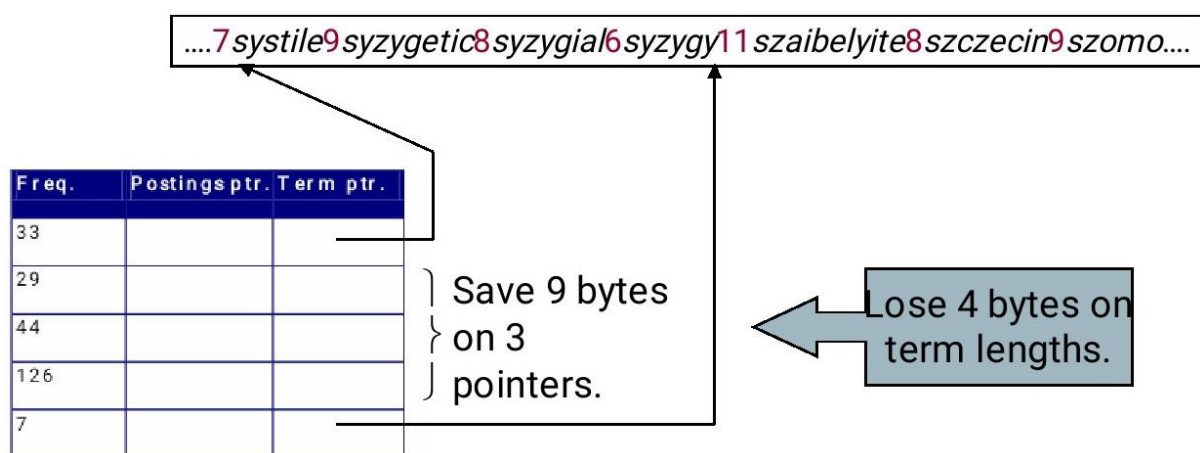 ....7systile9syzygetic8syzygial6syzygy11szaibelyite8szczecin9szomo....
Freq. Postings ptr. Term ptr.
33
29
44
126
7
Save 9 bytes
on 3
pointers.
Lose 4 bytes on
term lengths.